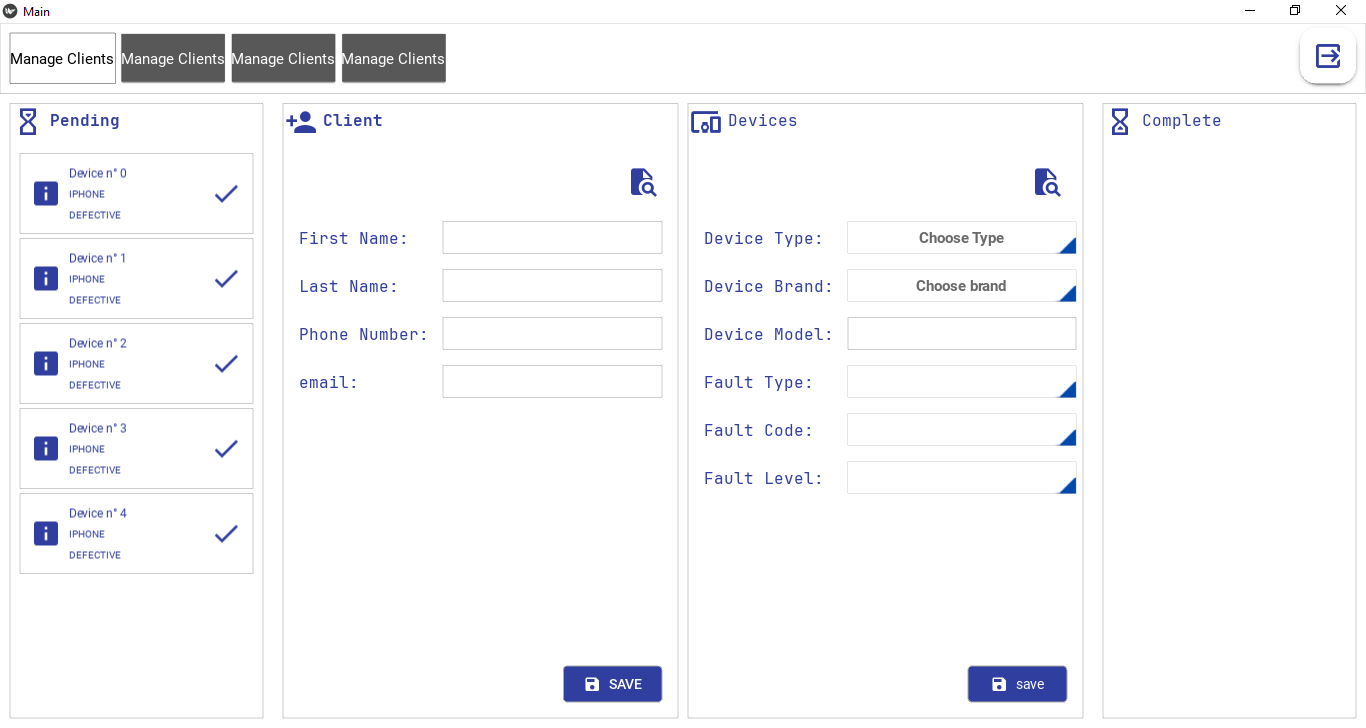 Main
Manage Clients Manage Clients Manage Clients Manage Clients
Pending
Device n° 0
IPHONE
DEFECTIVE
Device n° 1
IPHONE
DEFECTIVE
Device n° 2
IPHONE
DEFECTIVE
Device n° 3
IPHONE
DEFECTIVE
Device n° 4
IPHONE
DEFECTIVE
Client
First Name:
Last Name:
Phone Number:
email:
SAVE
Devices
Device Type: Choose Type
Device Brand: Choose brand
Device Model:
Fault Type:
Fault Code:
Fault Level:
save
Complete